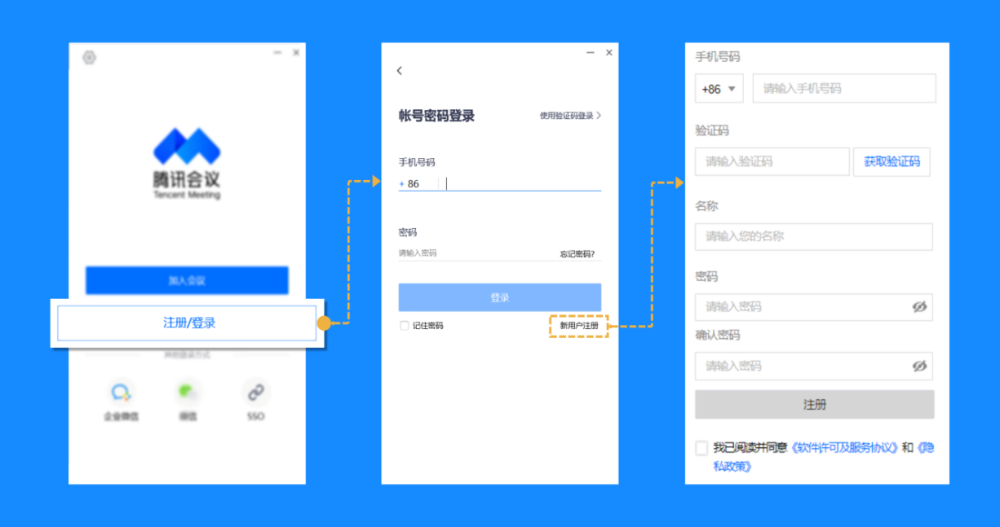 腾讯会议
Tencent Meeting
加入会议
注册/登录
其他登录方式
企业微信
微信
SSO
帐号密码登录
使用验证码登录 >
手机号码
+ 86
密码
请输入密码
忘记密码?
登录
记住密码
新用户注册
手机号码
+86
请输入手机号码
验证码
请输入验证码
获取验证码
名称
请输入您的名称
密码
请输入密码
确认密码
请输入密码
注册
我已阅读并同意《软件许可及服务协议》和《隐
私政策》